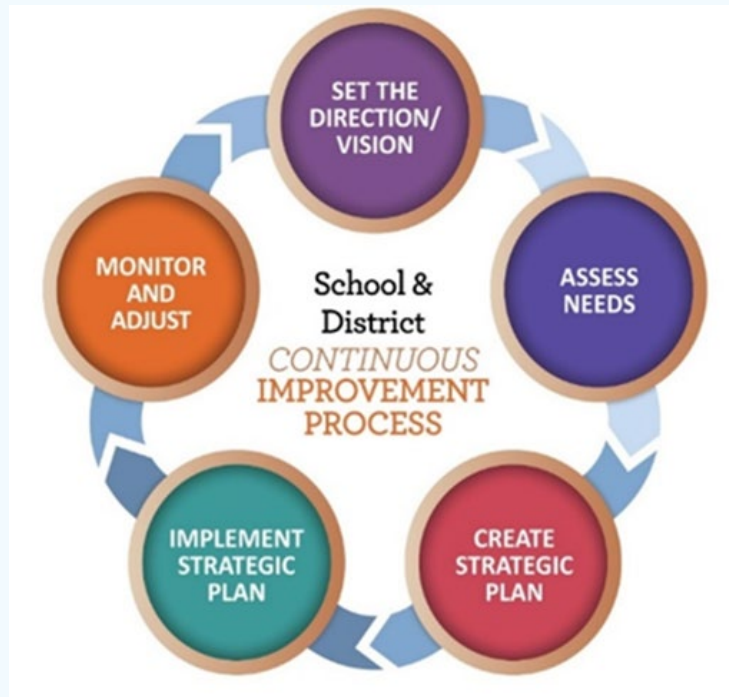 SET THE
DIRECTION/
VISION
ASSESS
NEEDS
CREATE
STRATEGIC
PLAN
IMPLEMENT
STRATEGIC
PLAN
MONITOR
AND
ADJUST
School &
District
CONTINUOUS
IMPROVEMENT
PROCESS